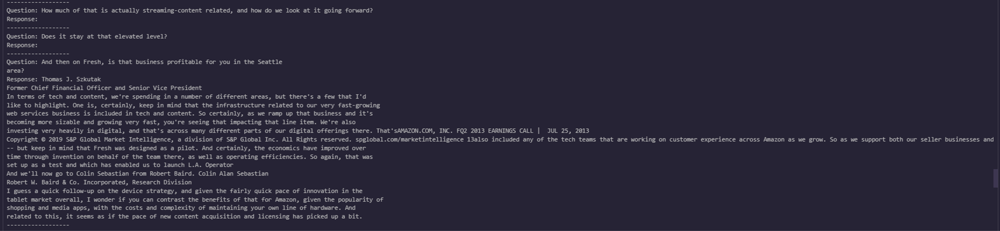 ------------------
Question: How much of that is actually streaming-content related, and how do we look at it going forward?
Response:
------------------
Question: Does it stay at that elevated level?
Response:
------------------
Question: And then on Fresh, is that business profitable for you in the Seattle
area?
Response: Thomas J. Szkutak
Former Chief Financial Officer and Senior Vice President
In terms of tech and content, we're spending in a number of different areas, but there's a few that I'd
like to highlight. One is, certainly, keep in mind that the infrastructure related to our very fast-growing
web services business is included in tech and content. So certainly, as we ramp up that business and it's
becoming more sizable and growing very fast, you're seeing that impacting that line item. We're also
investing very heavily in digital, and that's across many different parts of our digital offerings there. That'sAMAZON.COM, INC. FQ2 2013 EARNINGS CALL |  JUL 25, 2013
Copyright © 2019 S&P Global Market Intelligence, a division of S&P Global Inc. All Rights reserved. spglobal.com/marketintelligence 13also included any of the tech teams that are working on customer experience across Amazon as we grow. So as we support both our seller businesses and
-- but keep in mind that Fresh was designed as a pilot. And certainly, the economics have improved over
time through invention on behalf of the team there, as well as operating efficiencies. So again, that was
set up as a test and which has enabled us to launch L.A. Operator
And we'll now go to Colin Sebastian from Robert Baird. Colin Alan Sebastian
Robert W. Baird & Co. Incorporated, Research Division
I guess a quick follow-up on the device strategy, and given the fairly quick pace of innovation in the
tablet market overall, I wonder if you can contrast the benefits of that for Amazon, given the popularity of
shopping and media apps, with the costs and complexity of maintaining your own line of hardware. And
related to this, it seems as if the pace of new content acquisition and licensing has picked up a bit.
------------------